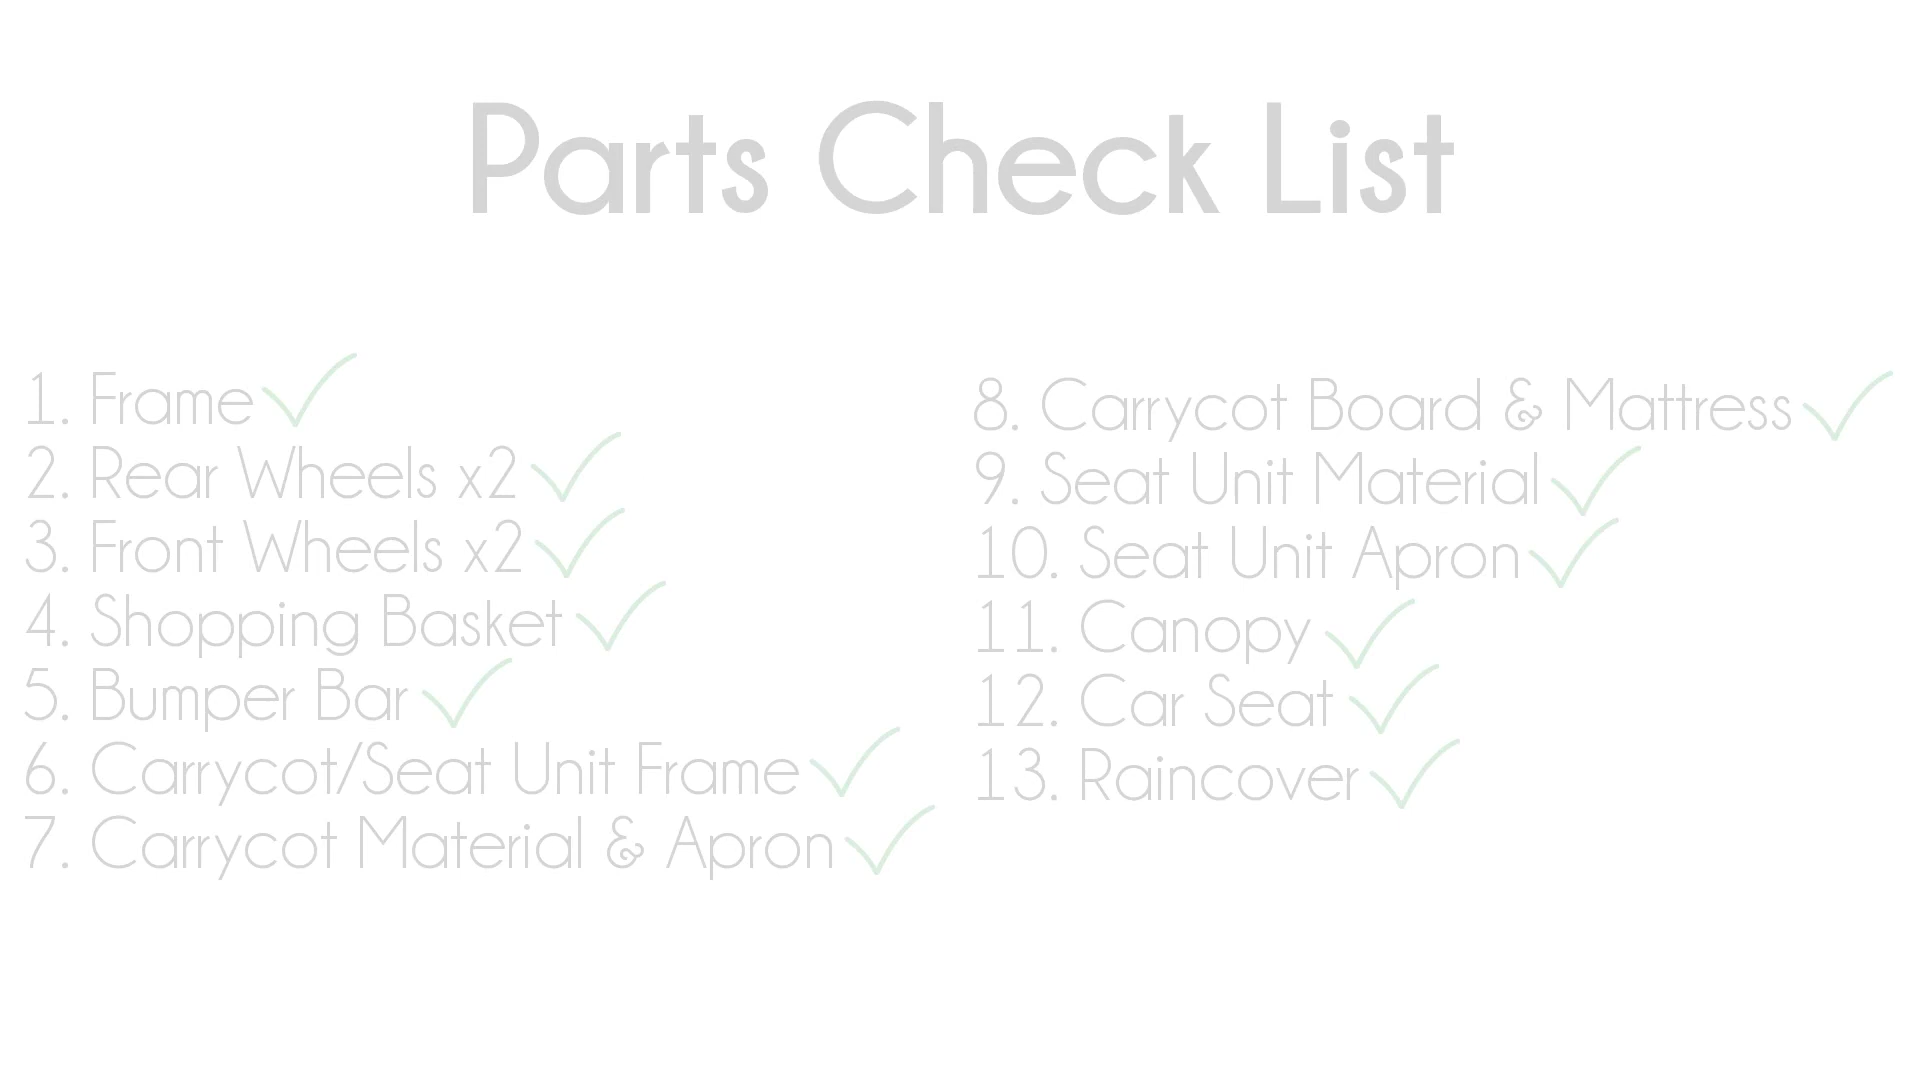 Parts Check List
1. Frame
2. Rear Wheels x2
3. Front Wheels x2
4. Shopping Basket
5. Bumper Bar
6. Carrycot/Seat Unit Frame
7. Carrycot Material & Apron
8. Carrycot Board & Mattress
9. Seat Unit Material
10. Seat Unit Apron
11. Canopy
12. Car Seat
13. Raincover